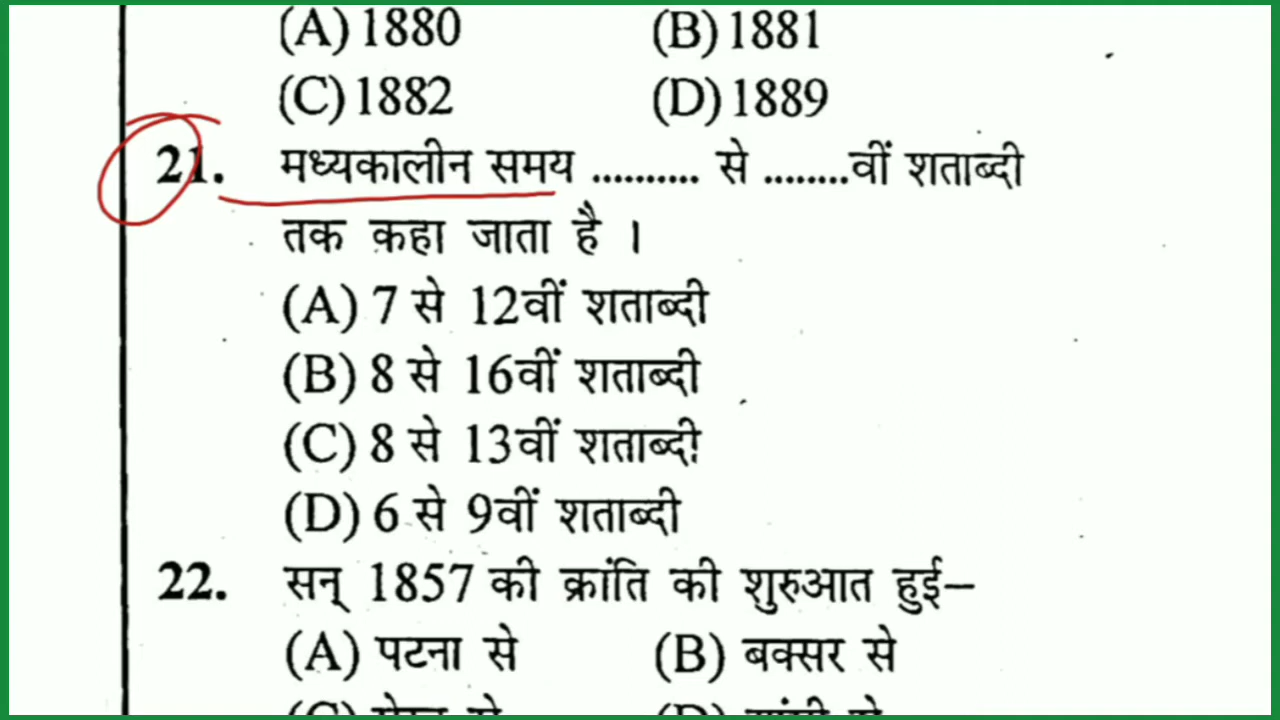 (A) 1880 (B) 1881
(C) 1882 (D) 1889
21. मध्यकालीन समय .......... से ........वीं शताब्दी
तक कहा जाता है ।
(A) 7 से 12वीं शताब्दी
(B) 8 से 16वीं शताब्दी
(C) 8 से 13वीं शताब्दी
(D) 6 से 9वीं शताब्दी
22. सन् 1857 की क्रांति की शुरुआत हुई–
(A) पटना से (B) बक्सर से